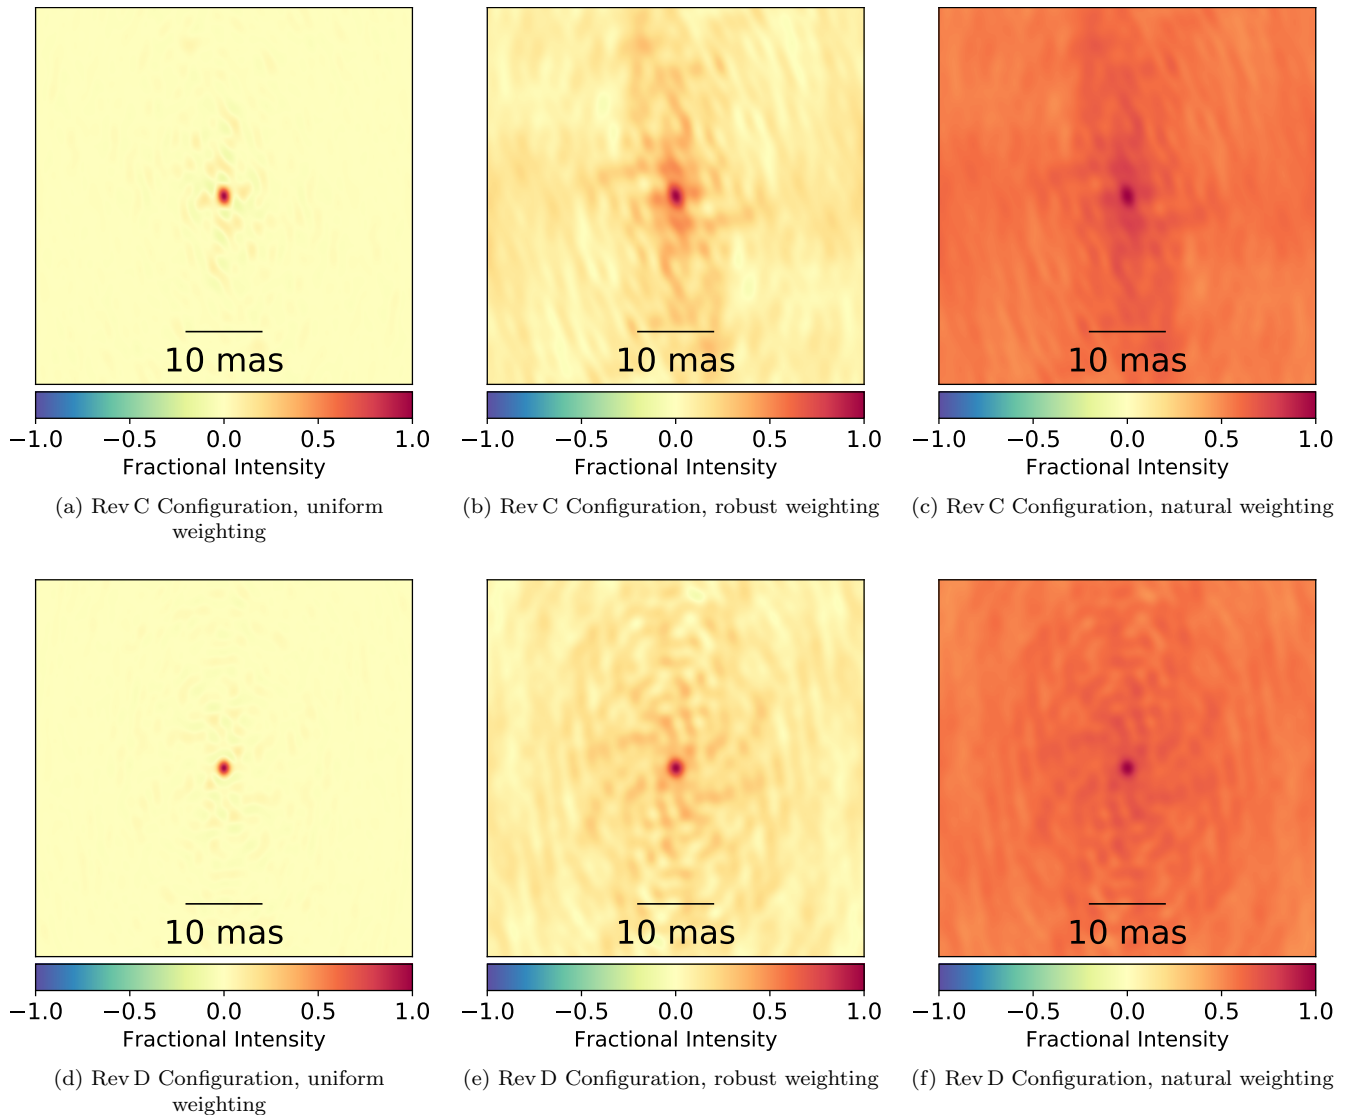 10 mas
10 mas
10 mas
−1.0 −0.5 0.0 0.5 1.0
Fractional Intensity
−1.0 −0.5 0.0 0.5 1.0
Fractional Intensity
−1.0 −0.5 0.0 0.5 1.0
Fractional Intensity
(a) Rev C Configuration, uniform
weighting
(b) Rev C Configuration, robust weighting
(c) Rev C Configuration, natural weighting
10 mas
10 mas
10 mas
−1.0 −0.5 0.0 0.5 1.0
Fractional Intensity
−1.0 −0.5 0.0 0.5 1.0
Fractional Intensity
−1.0 −0.5 0.0 0.5 1.0
Fractional Intensity
(d) Rev D Configuration, uniform
weighting
(e) Rev D Configuration, robust weighting
(f) Rev D Configuration, natural weighting